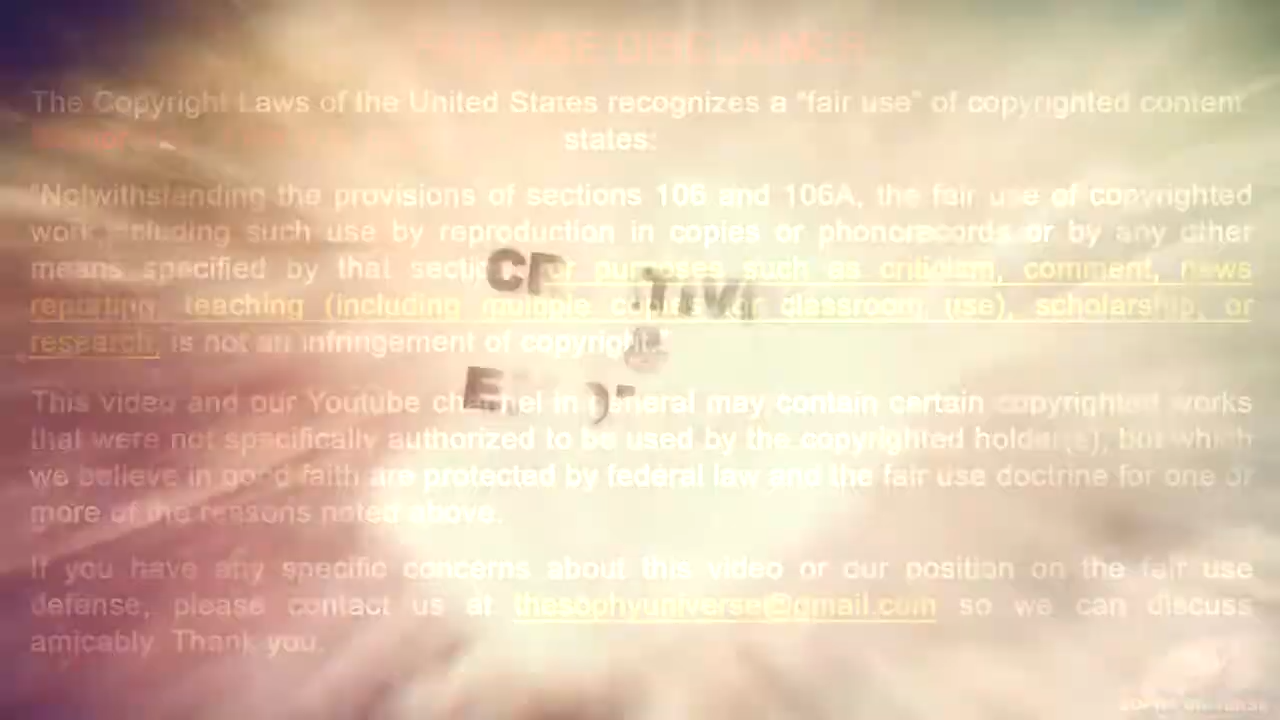 FAIR USE DISCLAIMER
The Copyright Laws of the United States recognizes a "fair use" of copyrighted content.
states:
"Notwithstanding the provisions of sections 106 and 106A, the fair use of copyrighted
work, including such use by reproduction in copies or phonorecords or by any other
means specified by that section, for purposes such as criticism, comment, news
reporting, teaching (including multiple copies for classroom use), scholarship, or
research, is not an infringement of copyright."
This video and our Youtube channel in general may contain certain copyrighted works
that were not specifically authorized to be used by the copyrighted holder(s), but which
we believe in good faith are protected by federal law and the fair use doctrine for one or
more of the reasons noted above.
If you have any specific concerns about this video or our position on the fair use
defense, please contact us at thesophyuniverse@gmail.com so we can discuss
amicably. Thank you.
SOPHY UNIVERSE